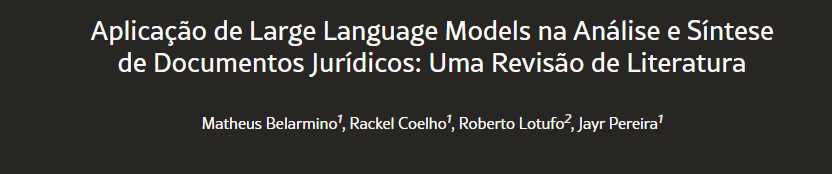 Aplicação de Large Language Models na Análise e Síntese
de Documentos Jurídicos: Uma Revisão de Literatura
Matheus Belarmino¹, Rackel Coelho¹, Roberto Lotufo², Jayr Pereira¹